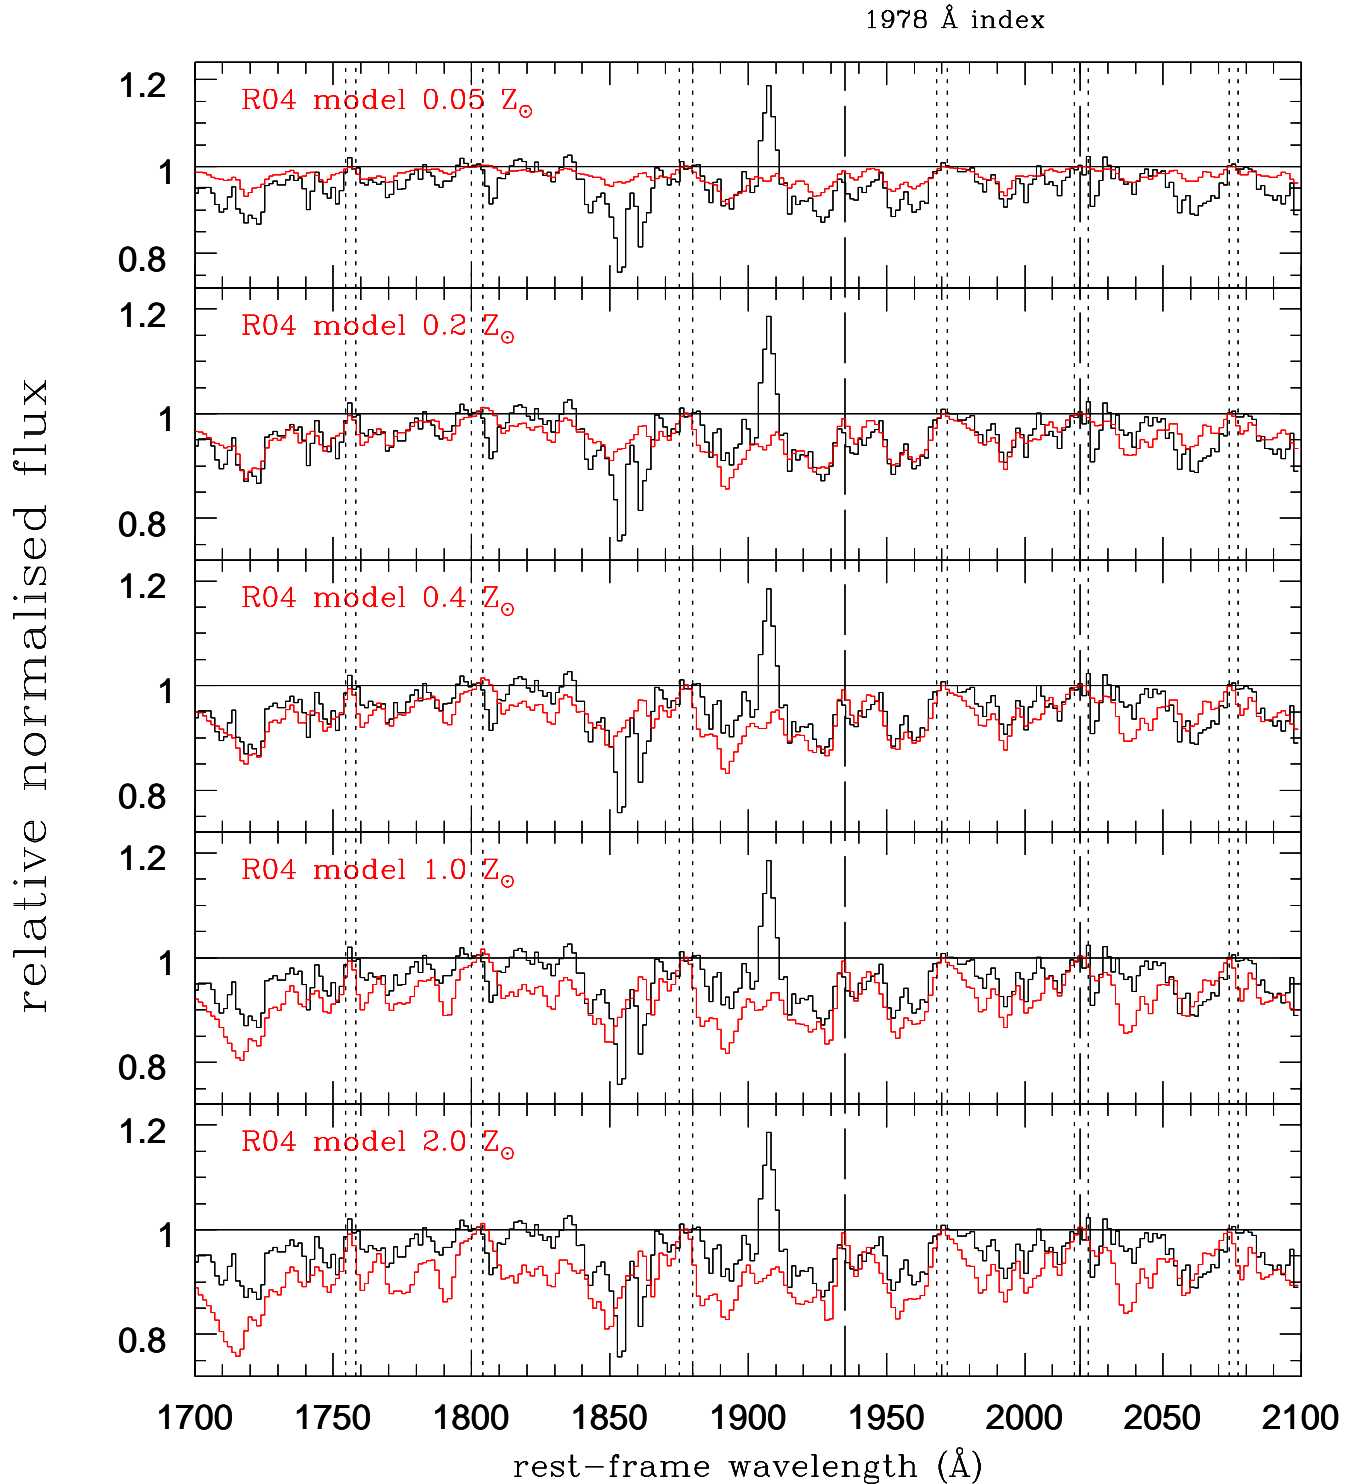 1978 Å index
1.2
R04 model 0.05 Z⊙
1
0.8
1.2
R04 model 0.2 Z⊙
1
0.8
1.2
R04 model 0.4 Z⊙
1
0.8
1.2
R04 model 1.0 Z⊙
1
0.8
1.2
R04 model 2.0 Z⊙
1
0.8
relative normalised flux
1700 1750 1800 1850 1900 1950 2000 2050 2100
rest-frame wavelength (Å)